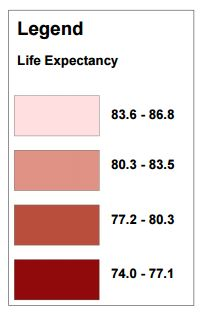 Legend
Life Expectancy
83.6 - 86.8
80.3 - 83.5
77.2 - 80.3
74.0 - 77.1